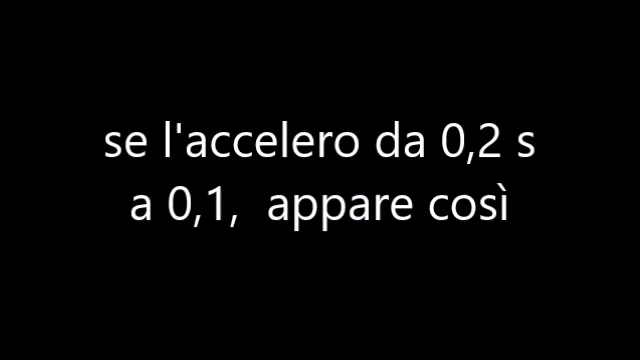 se l'accelero da 0,2 s
a 0,1,  appare così